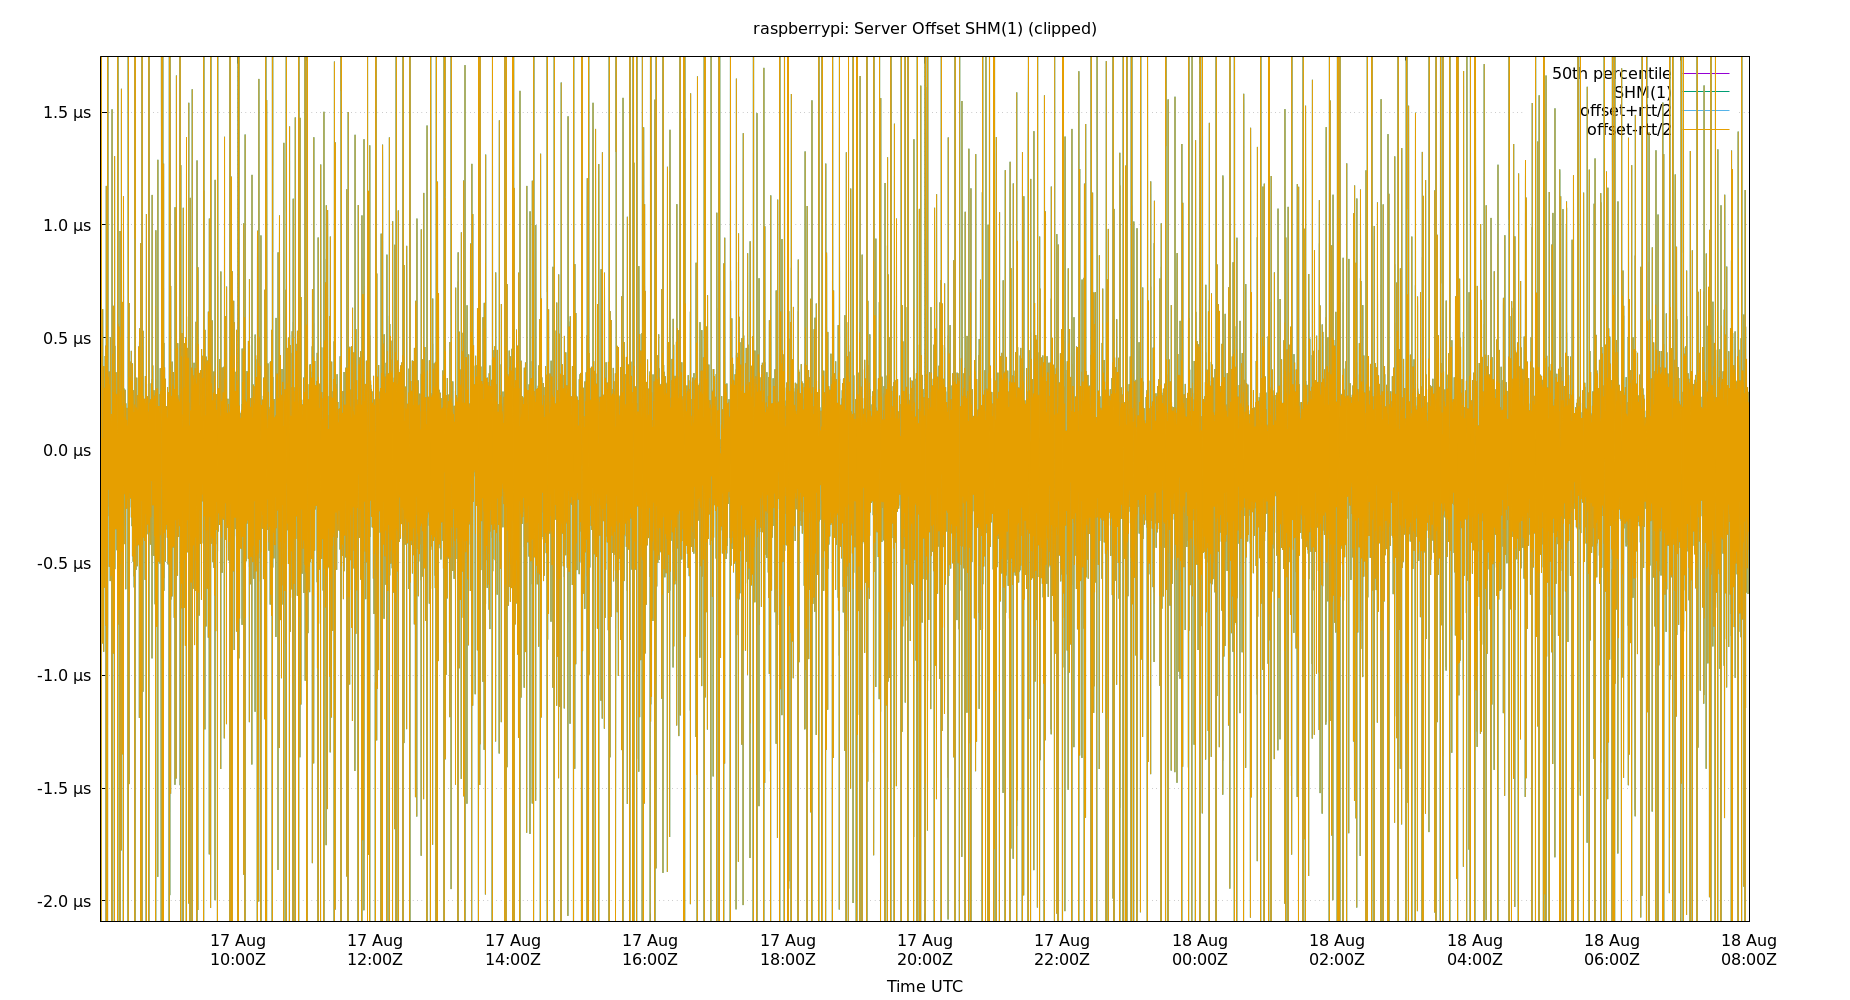 raspberrypi: Server Offset SHM(1) (clipped)
50th percentile
SHM(1)
offset+rtt/2
offset-rtt/2
1.5 µs
1.0 µs
0.5 µs
0.0 µs
-0.5 µs
-1.0 µs
-1.5 µs
-2.0 µs
17 Aug 17 Aug 17 Aug 17 Aug 17 Aug 17 Aug 17 Aug 18 Aug 18 Aug 18 Aug 18 Aug 18 Aug
10:00Z 12:00Z 14:00Z 16:00Z 18:00Z 20:00Z 22:00Z 00:00Z 02:00Z 04:00Z 06:00Z 08:00Z
Time UTC